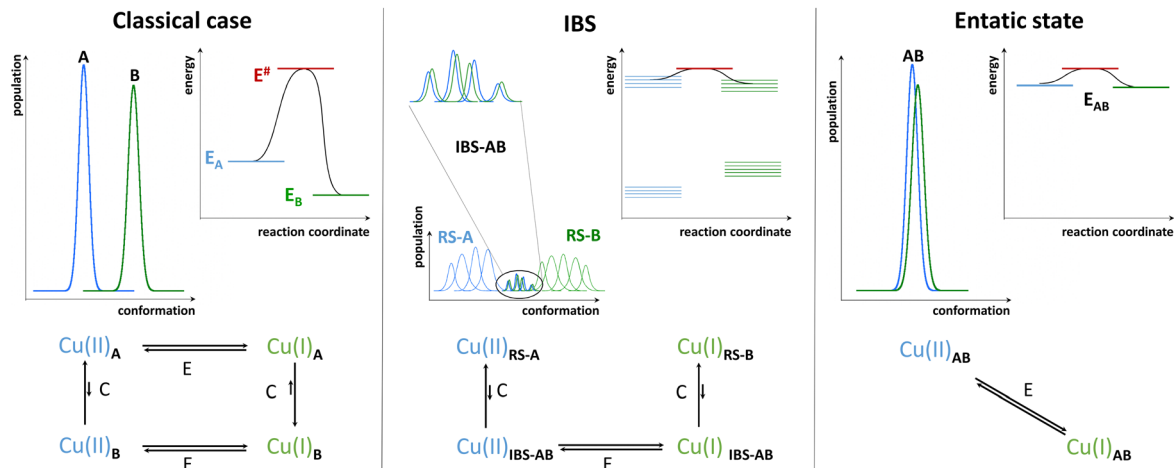 Classical case
A
B
population
conformation
energy
E#
EA
EB
reaction coordinate
Cu(II)A
E
Cu(I)A
C
C
Cu(II)B
E
Cu(I)B
IBS
IBS-AB
population
RS-A
RS-B
conformation
energy
reaction coordinate
Cu(II)RS-A
Cu(I)RS-B
C
C
Cu(II)IBS-AB
E
Cu(I) IBS-AB
Entatic state
AB
population
conformation
energy
EAB
reaction coordinate
Cu(II)AB
E
Cu(I)AB